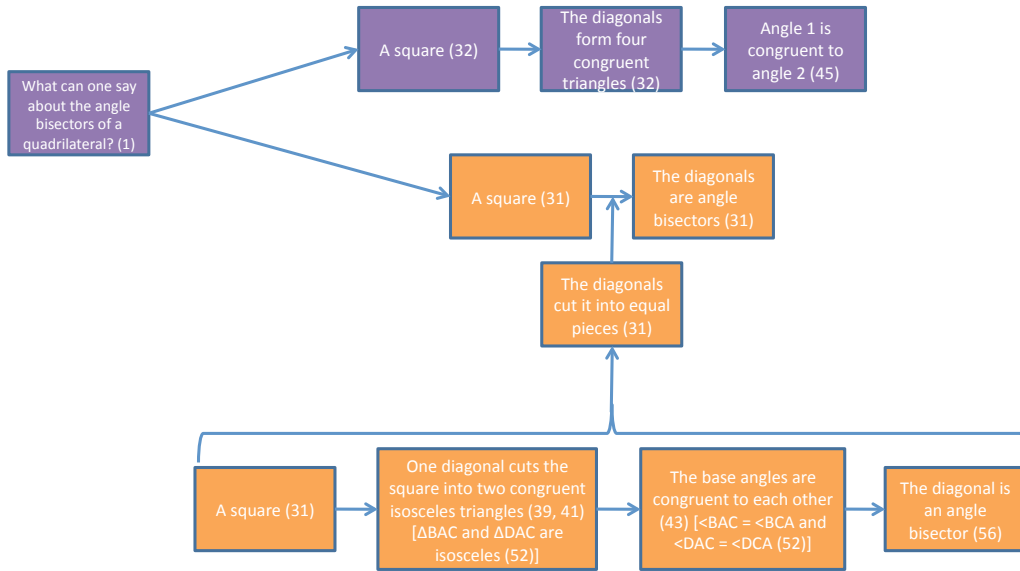 What can one say
about the angle
bisectors of a
quadrilateral? (1)
A square (32)
The diagonals
form four
congruent
triangles (32)
Angle 1 is
congruent to
angle 2 (45)
A square (31)
The diagonals
are angle
bisectors (31)
The diagonals
cut it into equal
pieces (31)
A square (31)
One diagonal cuts the
square into two congruent
isosceles triangles (39, 41)
[ΔBAC and ΔDAC are
isosceles (52)]
The base angles are
congruent to each other
(43) [<BAC = <BCA and
<DAC = <DCA (52)]
The diagonal is
an angle
bisector (56)